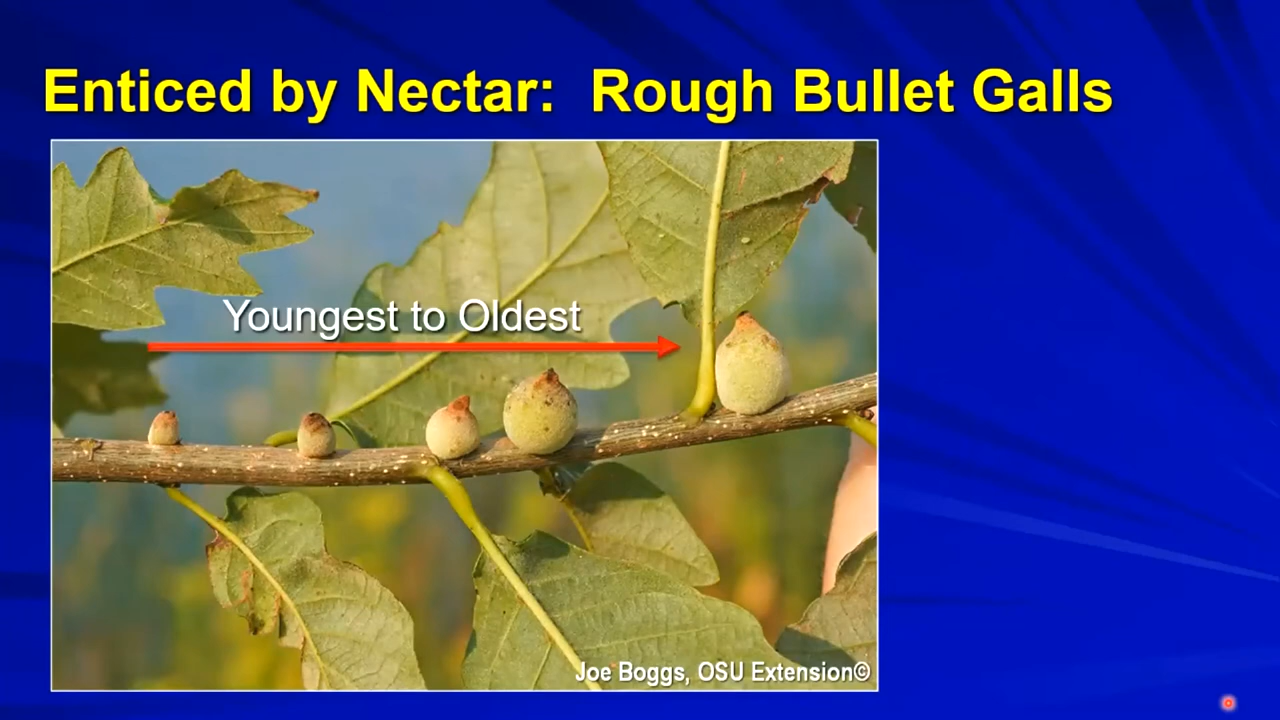 Enticed by Nectar:  Rough Bullet Galls
Youngest to Oldest
Joe Boggs, OSU Extension©